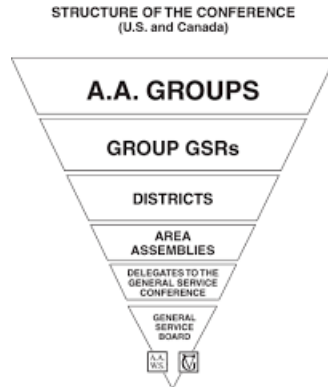 STRUCTURE OF THE CONFERENCE
(U.S. and Canada)
A.A. GROUPS
GROUP GSRs
DISTRICTS
AREA
ASSEMBLIES
DELEGATES TO THE
GENERAL SERVICE
CONFERENCE
GENERAL
SERVICE
BOARD
A.A.
W.S.
GV